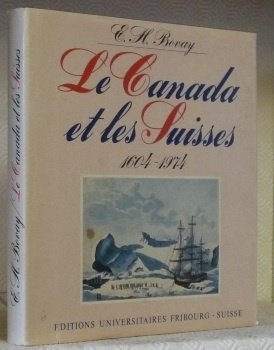 E. H. Bovay
Le Canada
et les Suisses
1604-1974
EDITIONS UNIVERSITAIRES FRIBOURG - SUISSE
E. H. Bovay / Le Canada et les Suisses